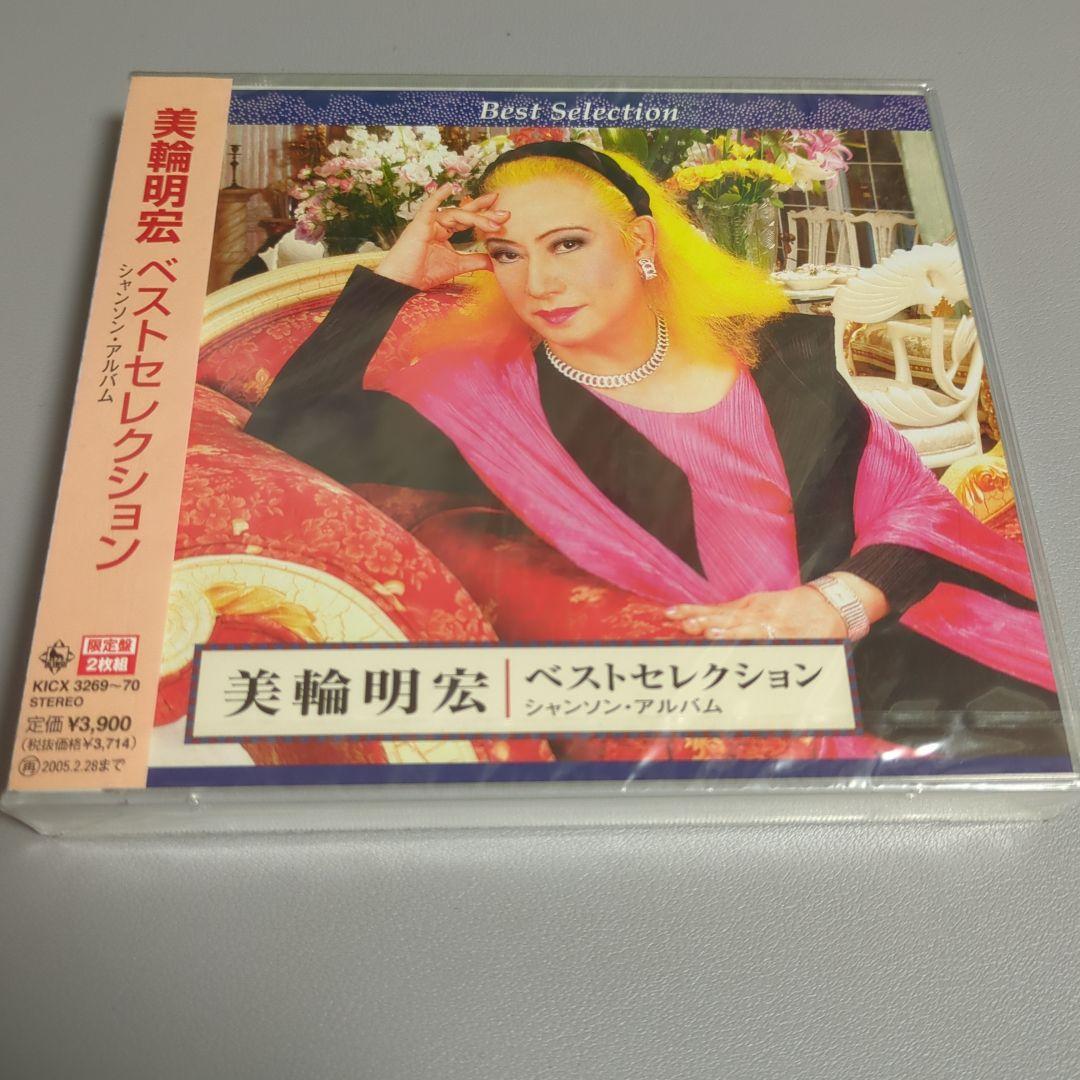 Best Selection
美輪明宏 ベストセレクション
シャンソン・アルバム
限定盤
2枚組
KICX 3269〜70
STEREO
定価 ¥3,900
(税抜価格¥3,714)
再 2005.2.28まで
美輪明宏
ベストセレクション
シャンソン・アルバム